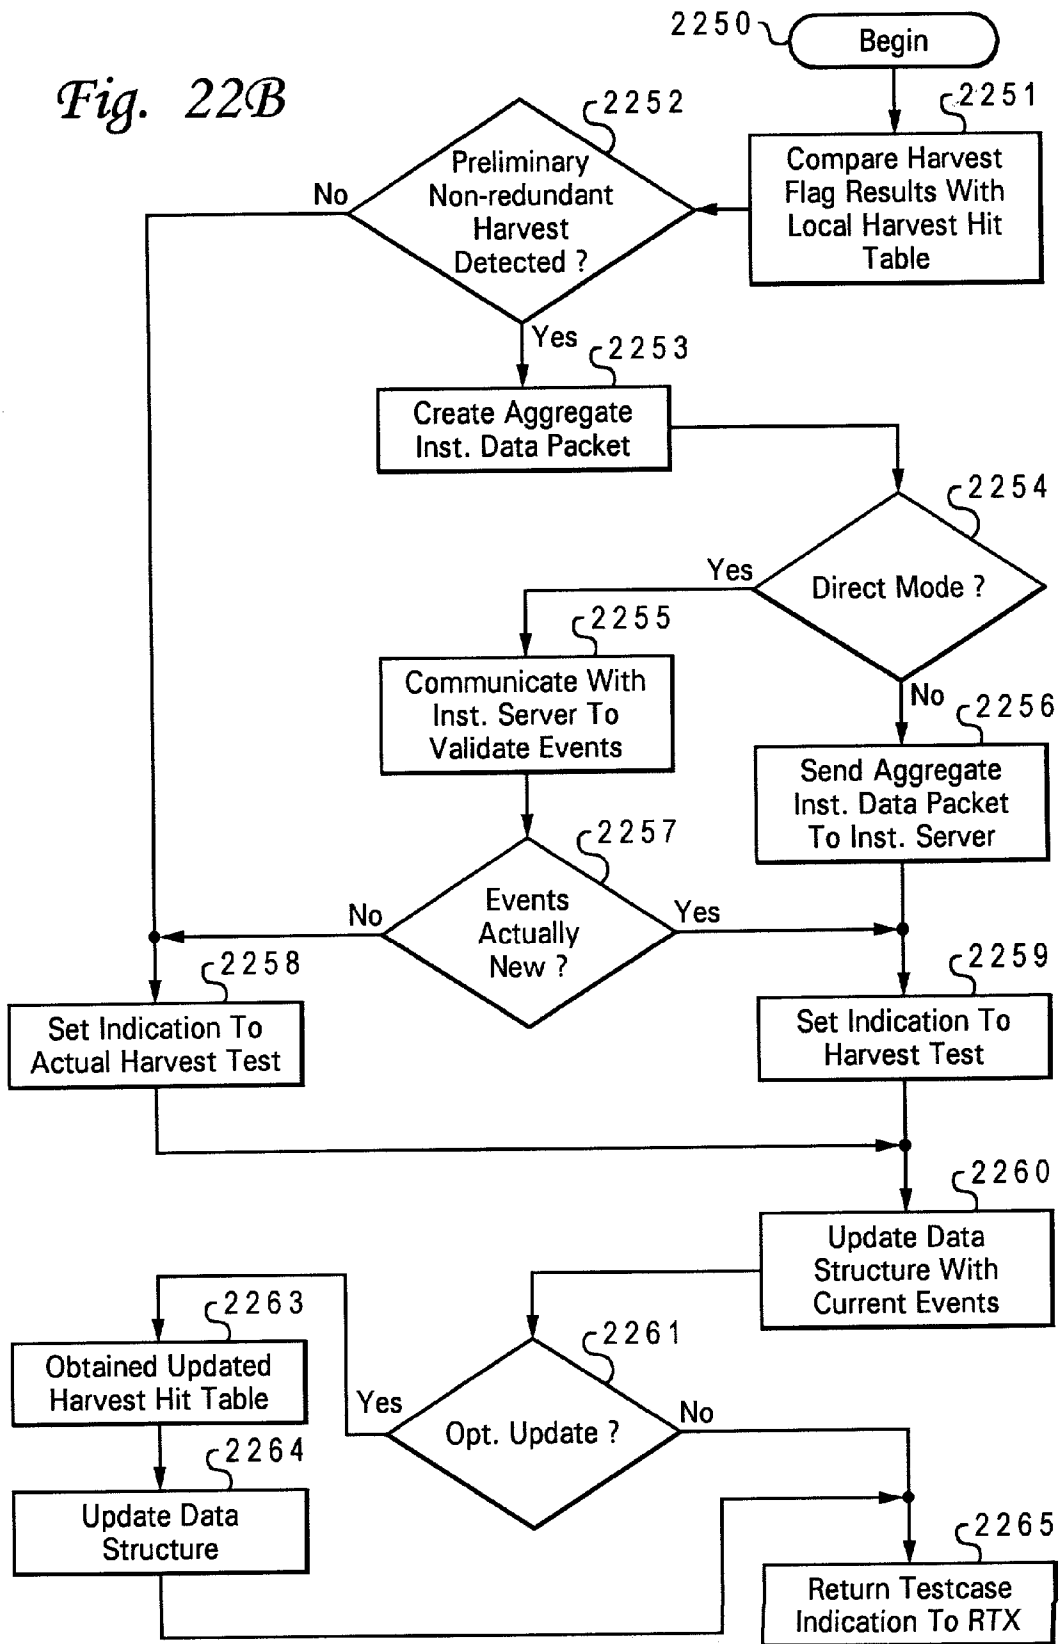 Fig. 22B
2250
Begin
2251
Compare Harvest
Flag Results With
Local Harvest Hit
Table
2252
Preliminary
Non-redundant
Harvest
Detected ?
No
Yes
2253
Create Aggregate
Inst. Data Packet
2254
Direct Mode ?
Yes
No
2255
Communicate With
Inst. Server To
Validate Events
2256
Send Aggregate
Inst. Data Packet
To Inst. Server
2257
Events
Actually
New ?
No
Yes
2258
Set Indication To
Actual Harvest Test
2259
Set Indication To
Harvest Test
2260
Update Data
Structure With
Current Events
2261
Opt. Update ?
Yes
No
2263
Obtained Updated
Harvest Hit Table
2264
Update Data
Structure
2265
Return Testcase
Indication To RTX